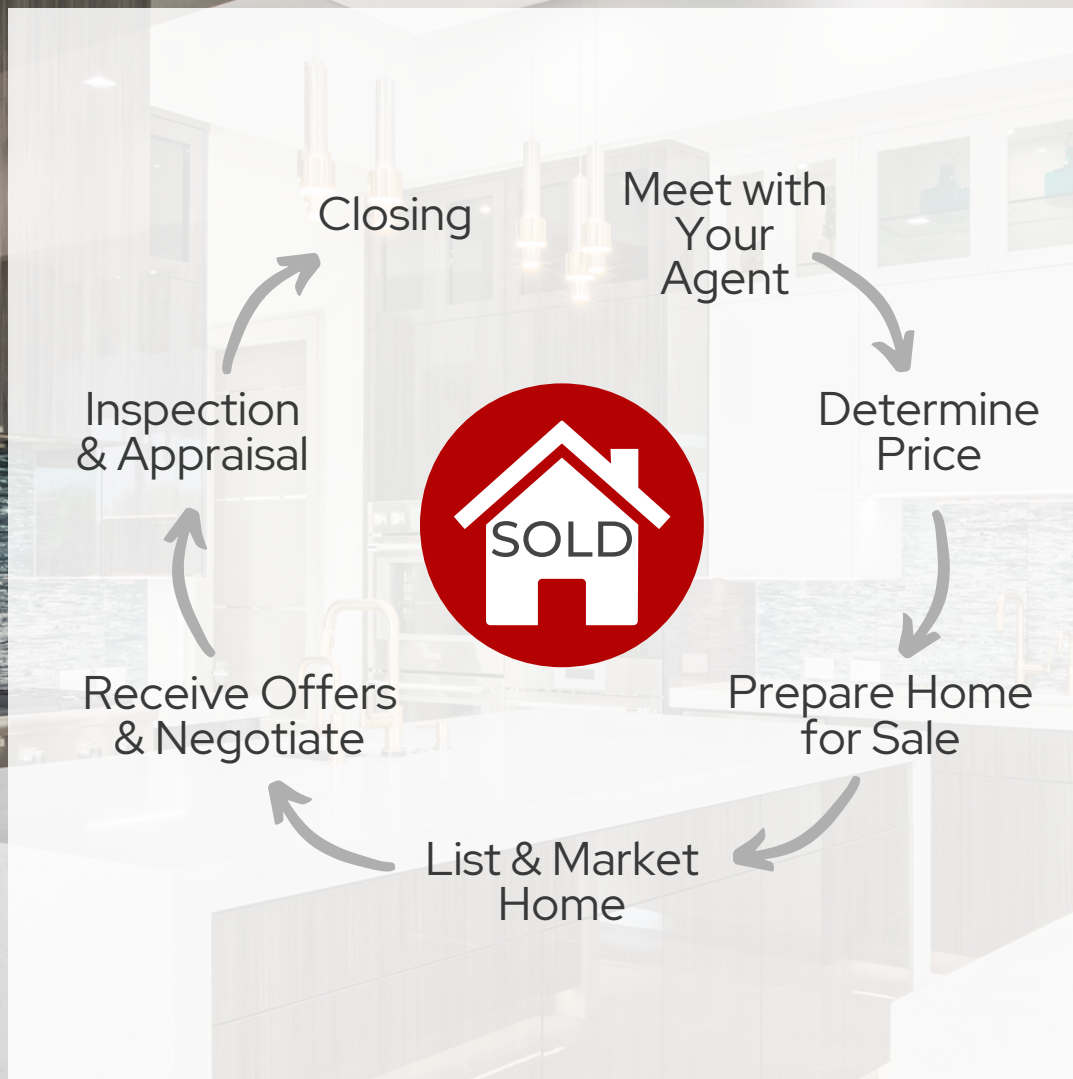 Closing
Meet with
Your
Agent
Determine
Price
Prepare Home
for Sale
List & Market
Home
Receive Offers
& Negotiate
Inspection
& Appraisal
SOLD